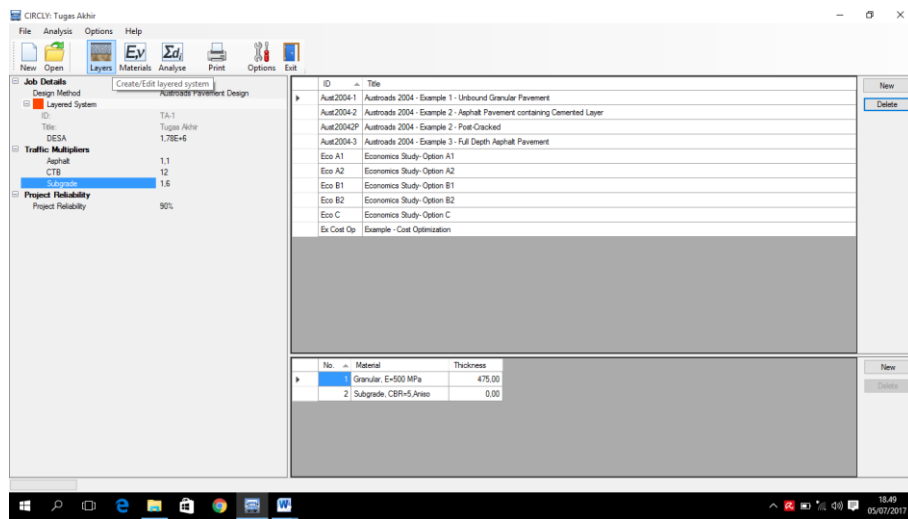 CIRCLY: Tugas Akhir
File Analysis Options Help
New Open Layers Materials Analyse Print Options Exit
E,v Σdᵢ
Create/Edit layered system
Job Details
Design Method Austroads Pavement Design
Layered System
ID: TA-1
Title: Tugas Akhir
DESA 1,78E+6
Traffic Multipliers
Asphalt 1,1
CTB 12
Subgrade 1,6
Project Reliability
Project Reliability 90%
ID Title
Aust2004-1 Austroads 2004 - Example 1 - Unbound Granular Pavement
Aust2004-2 Austroads 2004 - Example 2 - Asphalt Pavement containing Cemented Layer
Aust20042P Austroads 2004 - Example 2 - Post-Cracked
Aust2004-3 Austroads 2004 - Example 3 - Full Depth Asphalt Pavement
Eco A1 Economics Study- Option A1
Eco A2 Economics Study- Option A2
Eco B1 Economics Study- Option B1
Eco B2 Economics Study- Option B2
Eco C Economics Study- Option C
Ex Cost Op Example - Cost Optimization
New
Delete
No. Material Thickness
1 Granular, E=500 MPa 475,00
2 Subgrade, CBR=5,Aniso 0,00
New
Delete
18.49
05/07/2017